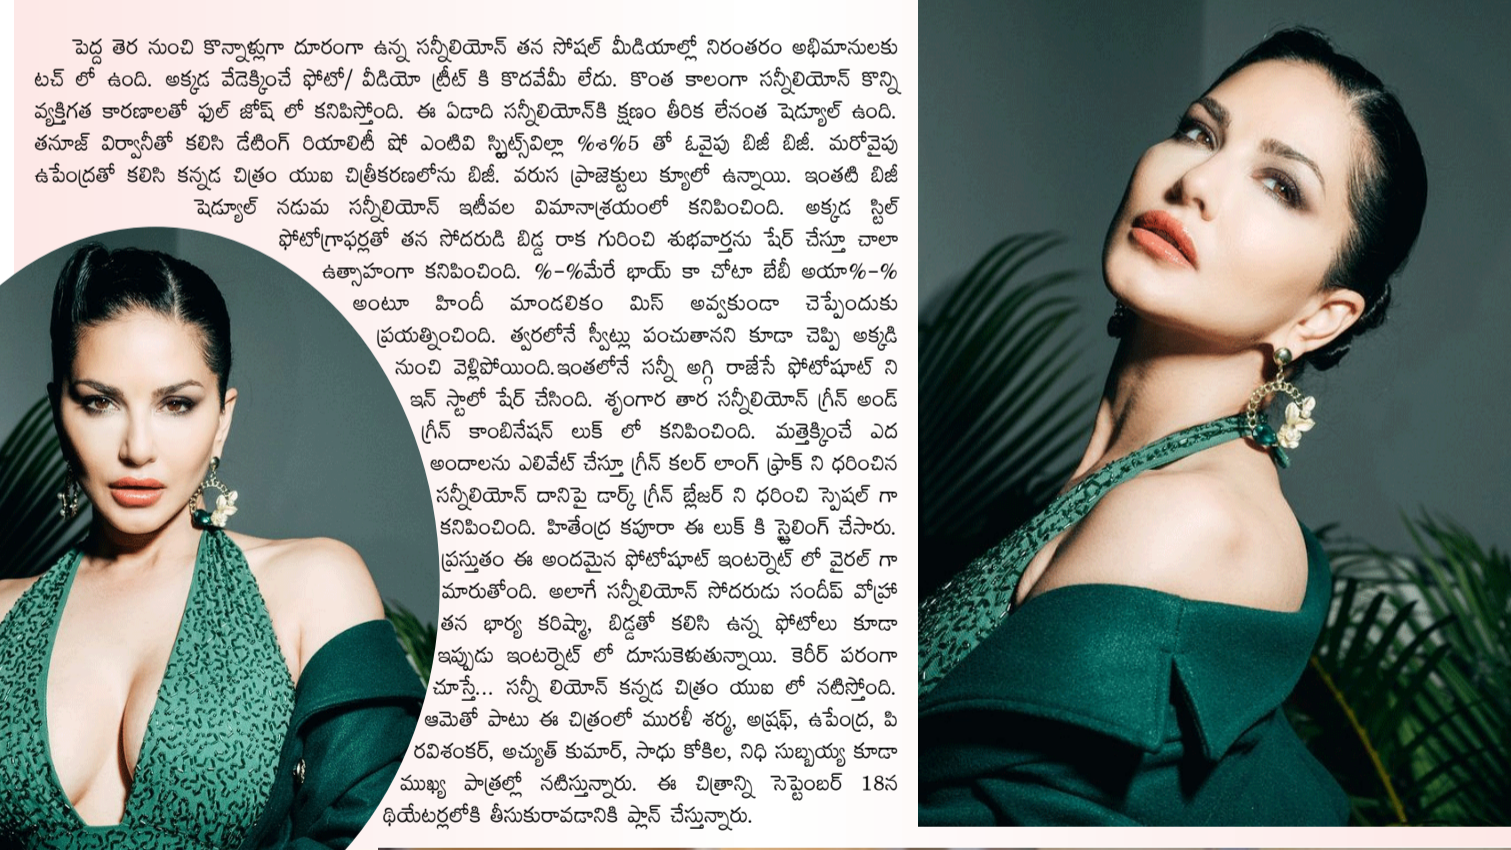 పెద్ద తెర నుంచి కొన్నాళ్లుగా దూరంగా ఉన్న సన్నీలియోన్ తన సోషల్ మీడియాల్లో నిరంతరం అభిమానులకు
టచ్ లో ఉంది. అక్కడ వేడెక్కించే ఫోటో/ వీడియో ట్రీట్ కి కొదవేమీ లేదు. కొంత కాలంగా సన్నీలియోన్ కొన్ని
వ్యక్తిగత కారణాలతో ఫుల్ జోష్ లో కనిపిస్తోంది. ఈ ఏడాది సన్నీలియోన్‌కి క్షణం తీరిక లేనంత షెడ్యూల్ ఉంది.
తనూజ్ విర్వానీతో కలిసి డేటింగ్ రియాలిటీ షో ఎంటివి స్ప్లిట్స్‌విల్లా %శ%5 తో ఓవైపు బిజీ బిజీ. మరోవైపు
ఉపేంద్రతో కలిసి కన్నడ చిత్రం యుఐ చిత్రీకరణలోను బిజీ. వరుస ప్రాజెక్టులు క్యూలో ఉన్నాయి. ఇంతటి బిజీ
షెడ్యూల్ నడుమ సన్నీలియోన్ ఇటీవల విమానాశ్రయంలో కనిపించింది. అక్కడ స్టిల్
ఫోటోగ్రాఫర్లతో తన సోదరుడి బిడ్డ రాక గురించి శుభవార్తను షేర్ చేస్తూ చాలా
ఉత్సాహంగా కనిపించింది. %-%మేరే భాయ్ కా చోటా బేబీ అయా%-%
అంటూ హిందీ మాండలికం మిస్ అవ్వకుండా చెప్పేందుకు
ప్రయత్నించింది. త్వరలోనే స్వీట్లు పంచుతానని కూడా చెప్పి అక్కడి
నుంచి వెళ్లిపోయింది.ఇంతలోనే సన్నీ అగ్గి రాజేసే ఫోటోషూట్ ని
ఇన్ స్టాలో షేర్ చేసింది. శృంగార తార సన్నీలియోన్ గ్రీన్ అండ్
గ్రీన్ కాంబినేషన్ లుక్ లో కనిపించింది. మత్తెక్కించే ఎద
అందాలను ఎలివేట్ చేస్తూ గ్రీన్ కలర్ లాంగ్ ఫ్రాక్ ని ధరించిన
సన్నీలియోన్ దానిపై డార్క్ గ్రీన్ బ్లేజర్ ని ధరించి స్పెషల్ గా
కనిపించింది. హితేంద్ర కపూరా ఈ లుక్ కి స్టైలింగ్ చేసారు.
ప్రస్తుతం ఈ అందమైన ఫోటోషూట్ ఇంటర్నెట్ లో వైరల్ గా
మారుతోంది. అలాగే సన్నీలియోన్ సోదరుడు సందీప్ వోహ్రా
తన భార్య కరిష్మా, బిడ్డతో కలిసి ఉన్న ఫోటోలు కూడా
ఇప్పుడు ఇంటర్నెట్ లో దూసుకెళుతున్నాయి. కెరీర్ పరంగా
చూస్తే... సన్నీ లియోన్ కన్నడ చిత్రం యుఐ లో నటిస్తోంది.
ఆమెతో పాటు ఈ చిత్రంలో మురళీ శర్మ, అష్రఫ్, ఉపేంద్ర, పి
రవిశంకర్, అచ్యుత్ కుమార్, సాధు కోకిల, నిధి సుబ్బయ్య కూడా
ముఖ్య పాత్రల్లో నటిస్తున్నారు. ఈ చిత్రాన్ని సెప్టెంబర్ 18న
థియేటర్లలోకి తీసుకురావడానికి ప్లాన్ చేస్తున్నారు.